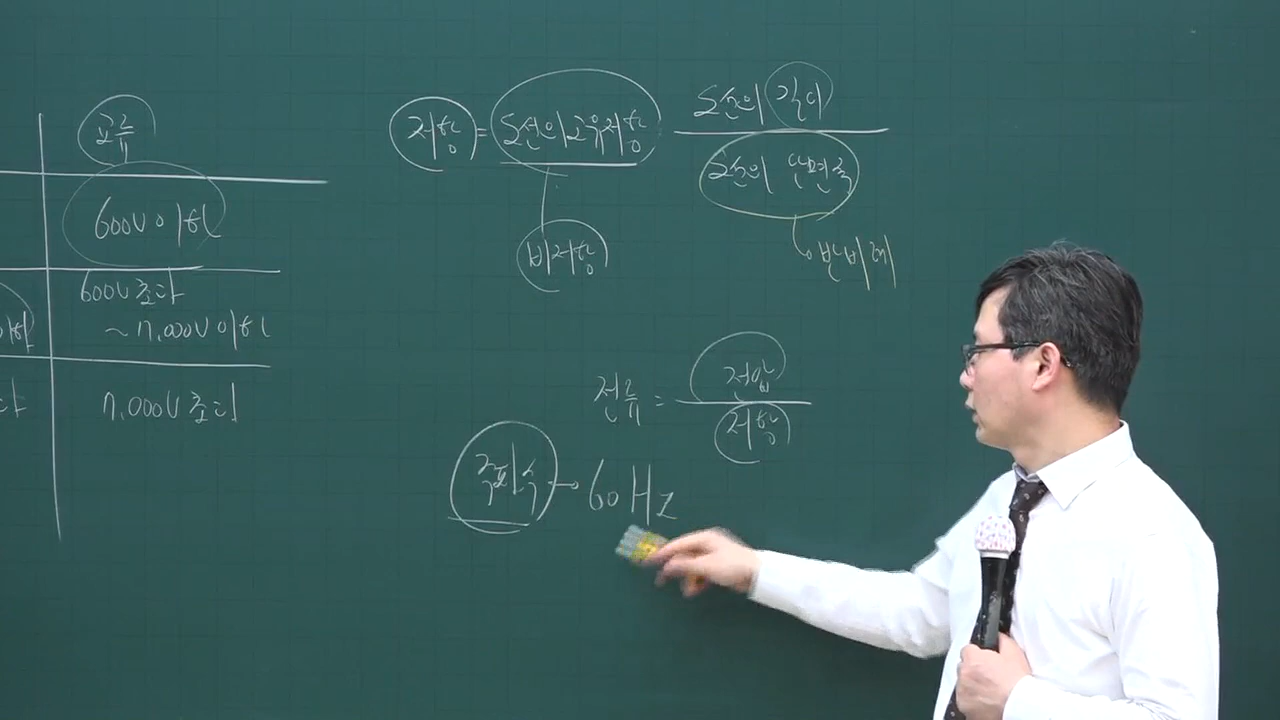 교류
600V 이하
600V 초과
~ 7,000V 이하
7,000V 초과
이하
저항 = 도선의 고유저항 도선의 길이
도선의 단면적
비저항
반비례
전류 = 전압
저항
주파수 → 60Hz